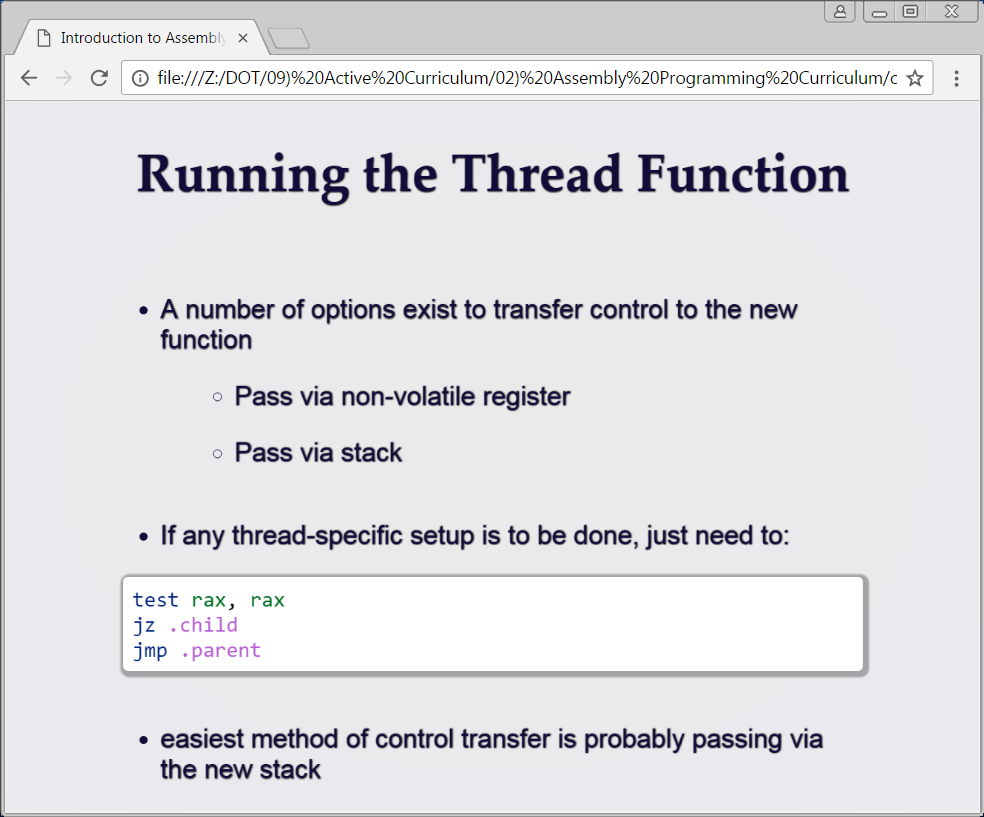 Introduction to Assembly
file:///Z:/DOT/09)%20Active%20Curriculum/02)%20Assembly%20Programming%20Curriculum/c
Running the Thread Function
• A number of options exist to transfer control to the new
function
○ Pass via non-volatile register
○ Pass via stack
• If any thread-specific setup is to be done, just need to:
test rax, rax
jz .child
jmp .parent
• easiest method of control transfer is probably passing via
the new stack